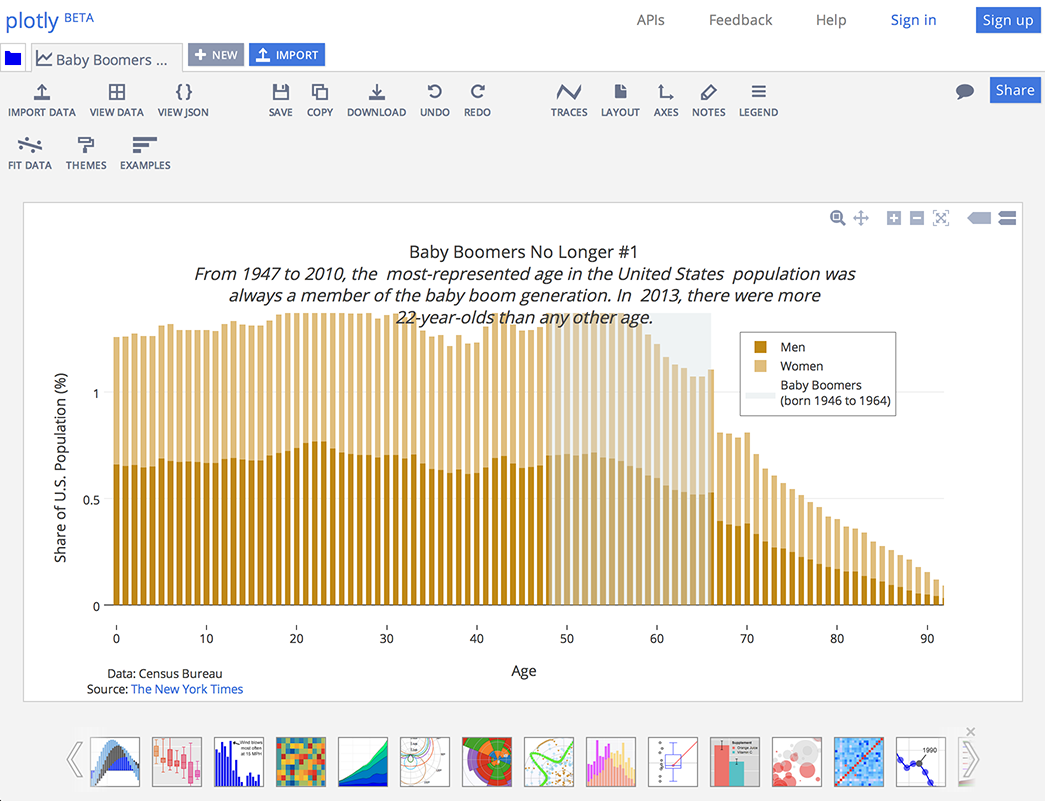 plotly BETA
APIs Feedback Help Sign in Sign up
Baby Boomers ... NEW IMPORT
IMPORT DATA VIEW DATA VIEW JSON SAVE COPY DOWNLOAD UNDO REDO TRACES LAYOUT AXES NOTES LEGEND Share
FIT DATA THEMES EXAMPLES
Baby Boomers No Longer #1
From 1947 to 2010, the most-represented age in the United States population was
always a member of the baby boom generation. In 2013, there were more
22-year-olds than any other age.
Men
Women
Baby Boomers
(born 1946 to 1964)
Share of U.S. Population (%)
1
0.5
0
0 10 20 30 40 50 60 70 80 90
Age
Data: Census Bureau
Source: The New York Times
Wind blows
most often
at 15 MPH
Supplement
Orange Juice
Vitamin C
1990